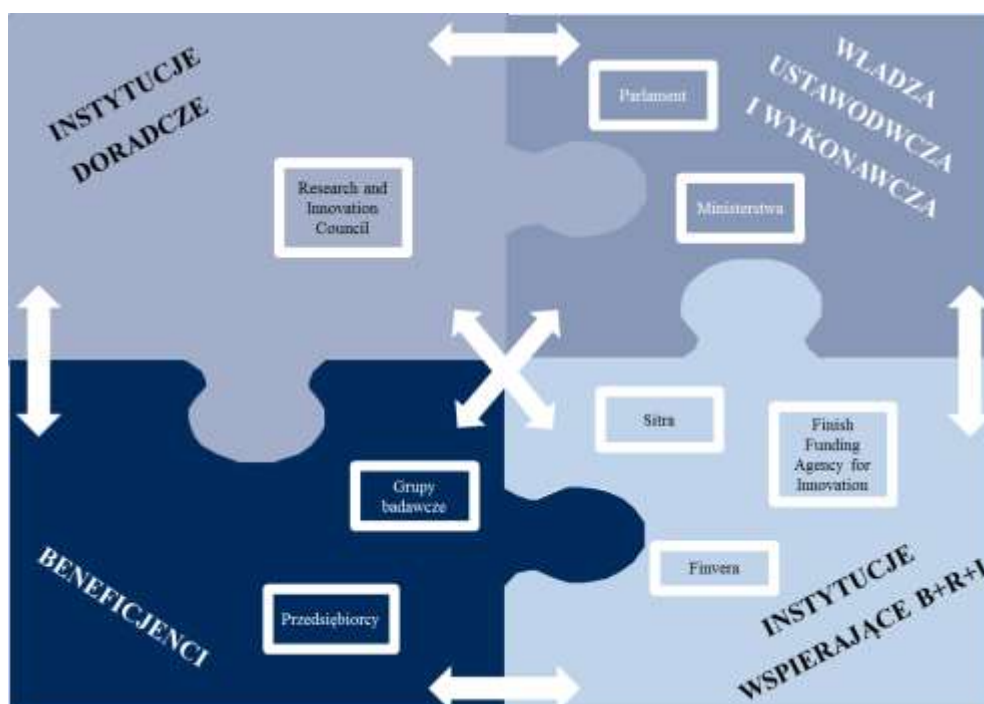 INSTYTUCJE
DORADCZE
Research and
Innovation
Council
WŁADZA
USTAWODWCZA
I WYKONAWCZA
Parlament
Ministerstwa
BENEFICJENCI
Grupy
badawcze
Przedsiębiorcy
Sitra
Finish
Funding
Agency for
Innovation
Finvera
INSTYTUCJE
WSPIERAJĄCE B+R+I